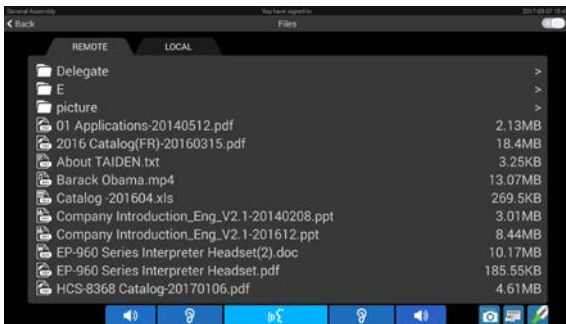 General Assembly You have signed in 2017-03-07 15:4
< Back Files
REMOTE LOCAL
Delegate >
E >
picture >
01 Applications-20140512.pdf 2.13MB
2016 Catalog(FR)-20160315.pdf 18.4MB
About TAIDEN.txt 3.25KB
Barack Obama.mp4 13.07MB
Catalog -201604.xls 269.5KB
Company Introduction_Eng_V2.1-20140208.ppt 3.01MB
Company Introduction_Eng_V2.1-201612.ppt 8.44MB
EP-960 Series Interpreter Headset(2).doc 10.17MB
EP-960 Series Interpreter Headset.pdf 185.55KB
HCS-8368 Catalog-20170106.pdf 4.61MB